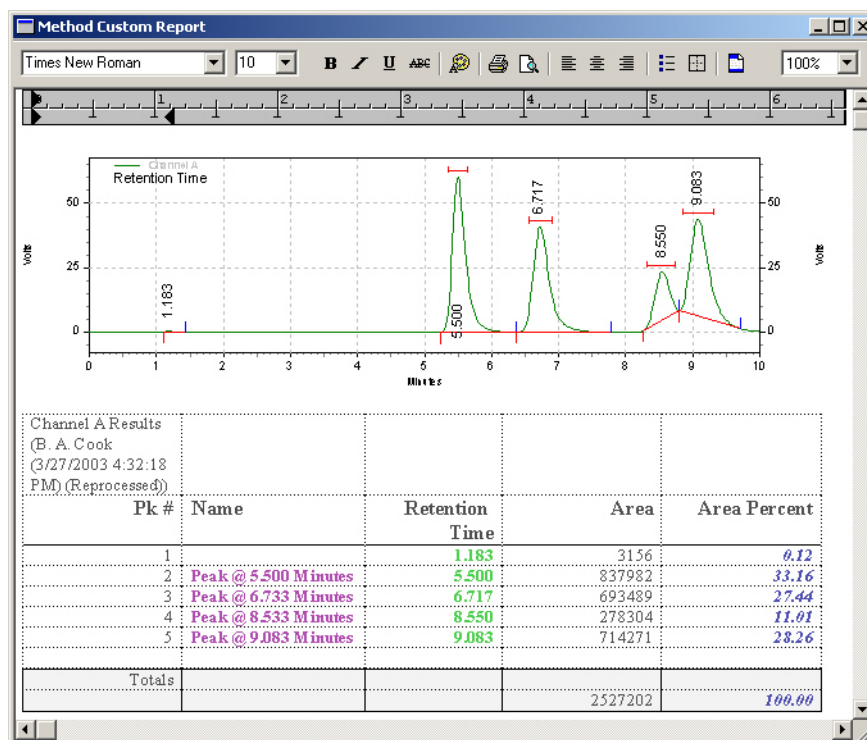 Method Custom Report
Times New Roman 10 B I U ABC 100%
1 2 3 4 5 6
Channel A
Retention Time
1.183
5.500
6.717
8.550
9.083
50 50
25 25
0 0
Volts Volts
0 1 2 3 4 5 6 7 8 9 10
Minutes
Channel A Results
(B. A. Cook
(3/27/2003 4:32:18
PM) (Reprocessed))
Pk # Name Retention Area Area Percent
Time
1 1.183 3156 0.12
2 Peak @ 5.500 Minutes 5.500 837982 33.16
3 Peak @ 6.733 Minutes 6.717 693489 27.44
4 Peak @ 8.533 Minutes 8.550 278304 11.01
5 Peak @ 9.083 Minutes 9.083 714271 28.26
Totals
2527202 100.00